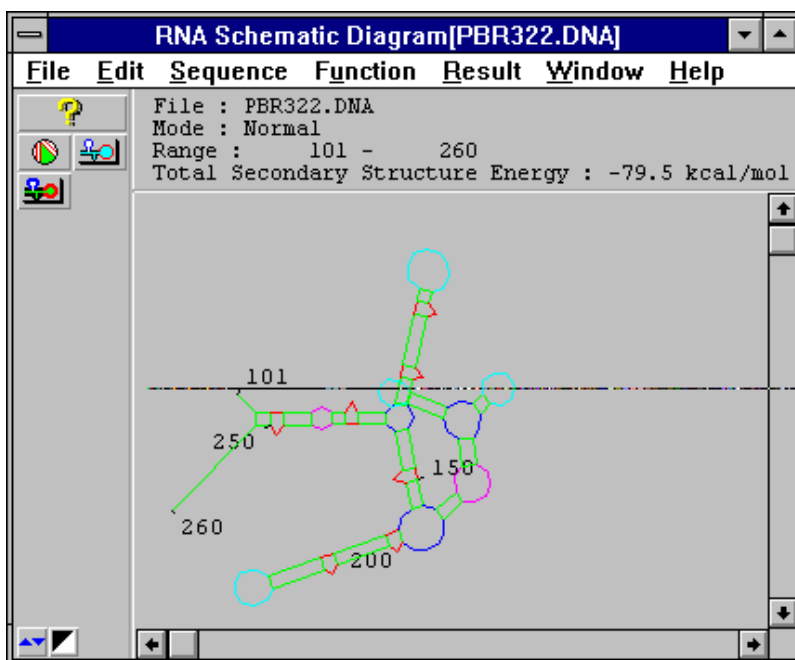 RNA Schematic Diagram[PBR322.DNA]
File Edit Sequence Function Result Window Help
File : PBR322.DNA
Mode : Normal
Range : 101 - 260
Total Secondary Structure Energy : -79.5 kcal/mol
101
250
150
260
200